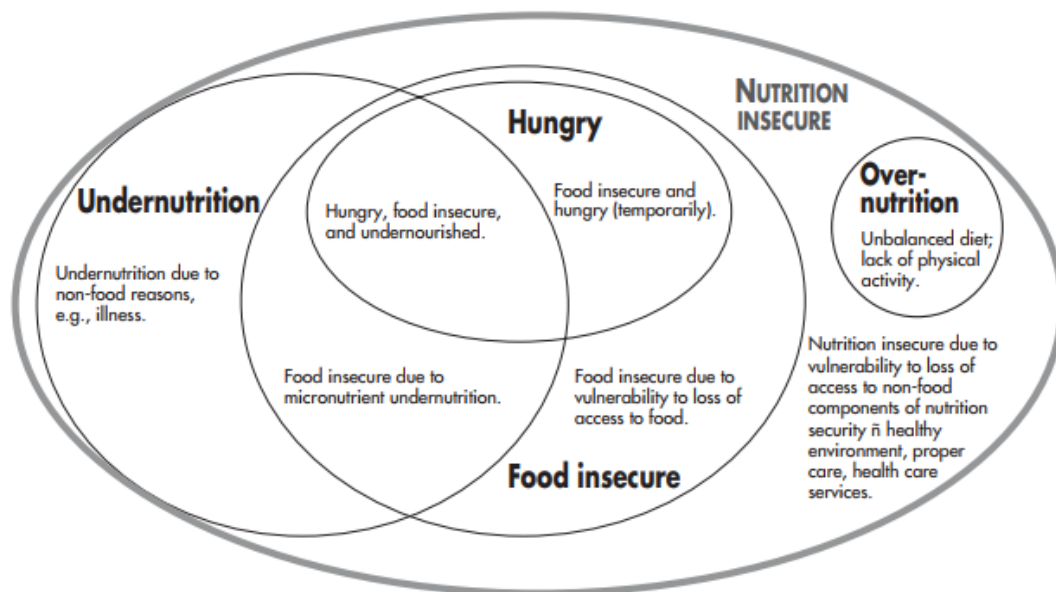 NUTRITION
INSECURE
Hungry
Undernutrition
Over-
nutrition
Hungry, food insecure,
and undernourished.
Food insecure and
hungry (temporarily).
Unbalanced diet;
lack of physical
activity.
Undernutrition due to
non-food reasons,
e.g., illness.
Food insecure due to
micronutrient undernutrition.
Food insecure due to
vulnerability to loss of
access to food.
Nutrition insecure due to
vulnerability to loss of
access to non-food
components of nutrition
security ñ healthy
environment, proper
care, health care
services.
Food insecure